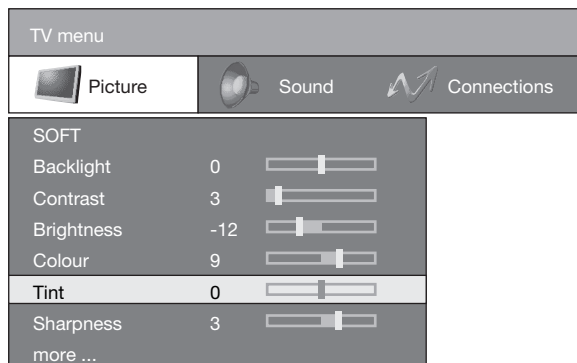 TV menu
Picture Sound Connections
SOFT
Backlight 0
Contrast 3
Brightness -12
Colour 9
Tint 0
Sharpness 3
more ...